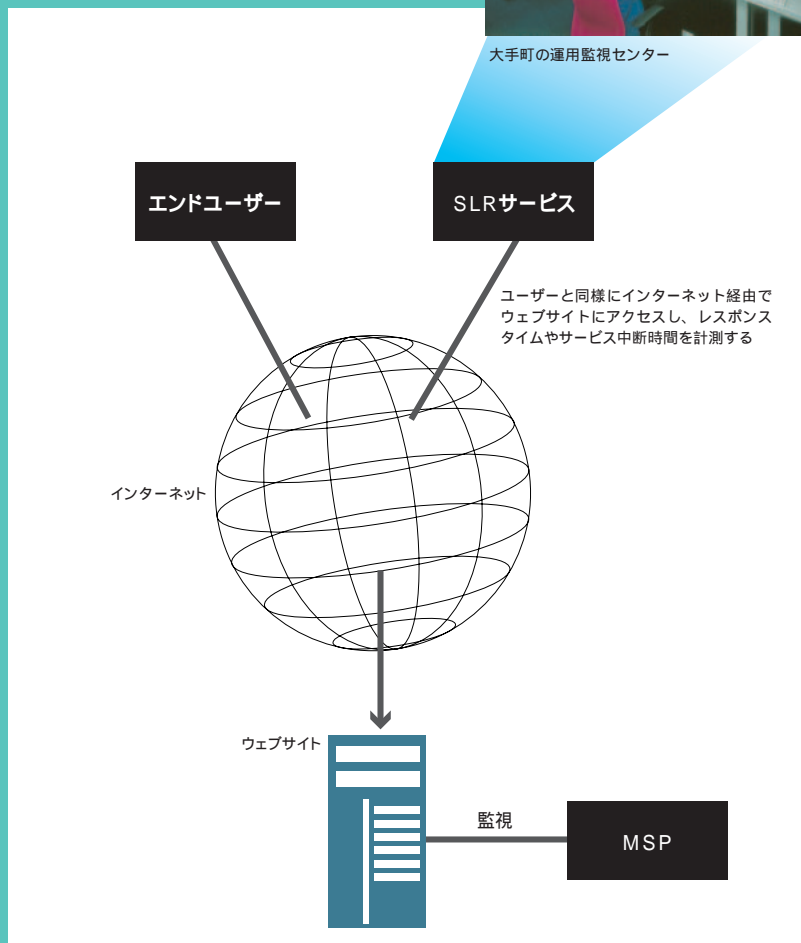 大手町の運用監視センター
エンドユーザー
SLRサービス
ユーザーと同様にインターネット経由で
ウェブサイトにアクセスし、レスポンス
タイムやサービス中断時間を計測する
インターネット
ウェブサイト
監視
MSP